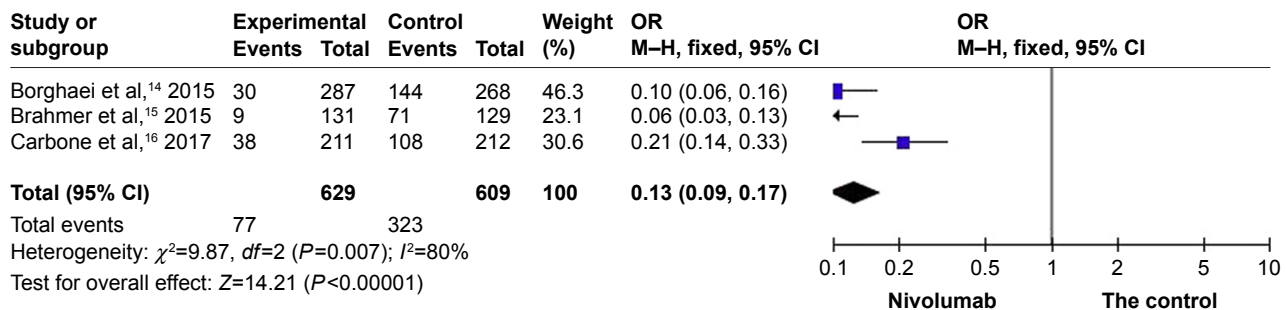 Study or Experimental Control Weight OR OR
subgroup Events Total Events Total (%) M–H, fixed, 95% CI M–H, fixed, 95% CI
Borghaei et al,¹⁴ 2015 30 287 144 268 46.3 0.10 (0.06, 0.16)
Brahmer et al,¹⁵ 2015 9 131 71 129 23.1 0.06 (0.03, 0.13)
Carbone et al,¹⁶ 2017 38 211 108 212 30.6 0.21 (0.14, 0.33)
Total (95% CI) 629 609 100 0.13 (0.09, 0.17)
Total events 77 323
Heterogeneity: χ²=9.87, df=2 (P=0.007); I²=80%
Test for overall effect: Z=14.21 (P<0.00001)
0.1 0.2 0.5 1 2 5 10
Nivolumab The control